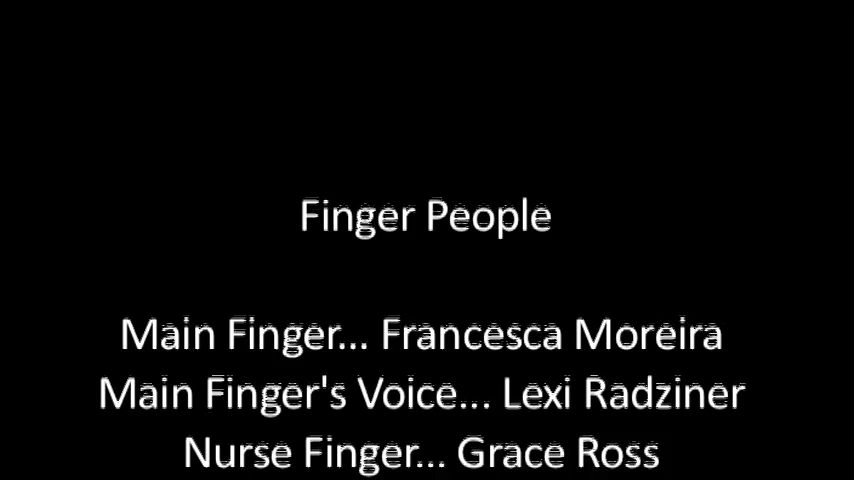 Finger People
Main Finger... Francesca Moreira
Main Finger's Voice... Lexi Radziner
Nurse Finger... Grace Ross